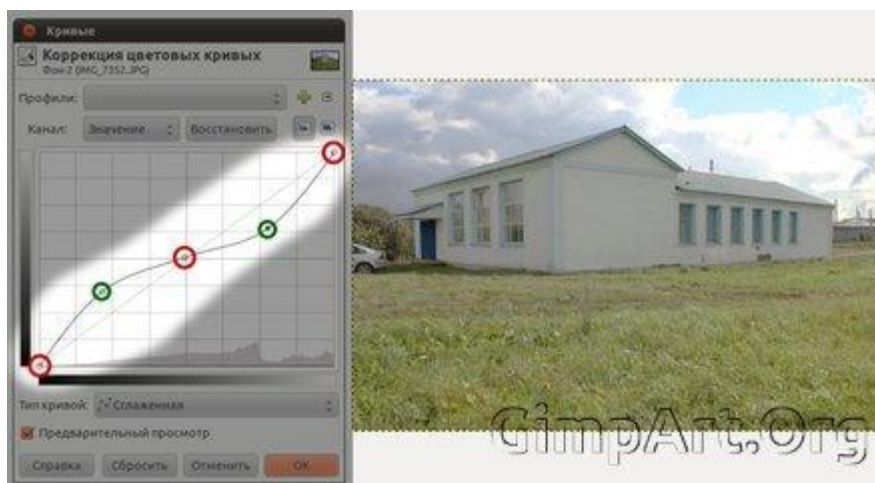 Кривые
Коррекция цветовых кривых
Фон-2 (IMG_7352.JPG)
Профили:
Канал: Значение Восстановить
Тип кривой: Сглаженная
Предварительный просмотр
Справка Сбросить Отменить ОК
GimpArt.Org